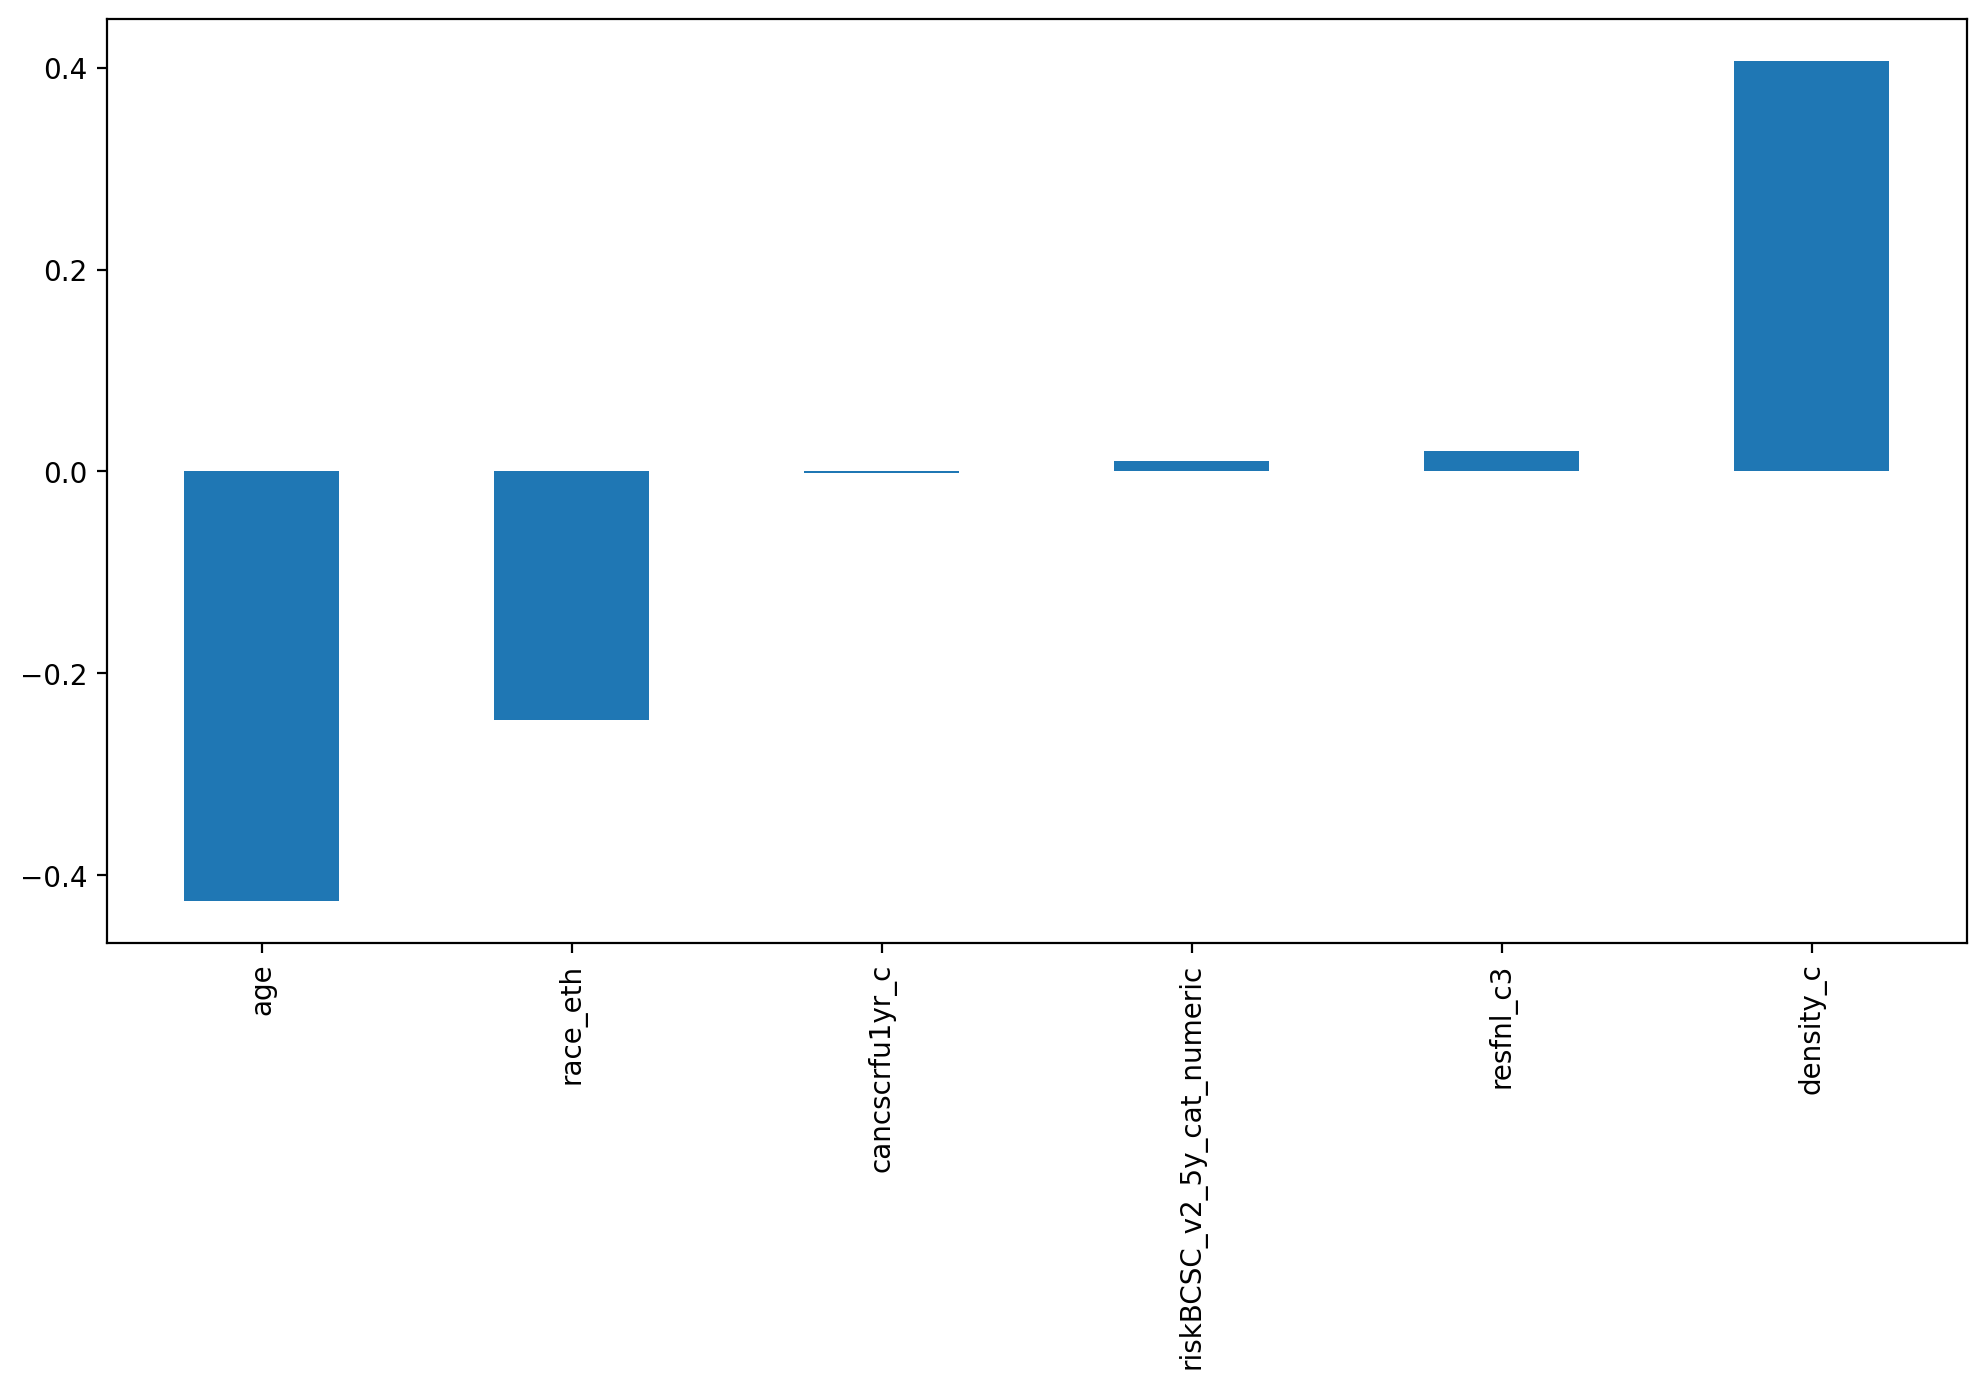 0.4
0.2
0.0
−0.2
−0.4
age
race_eth
cancscrfu1yr_c
riskBCSC_v2_5y_cat_numeric
resfnl_c3
density_c